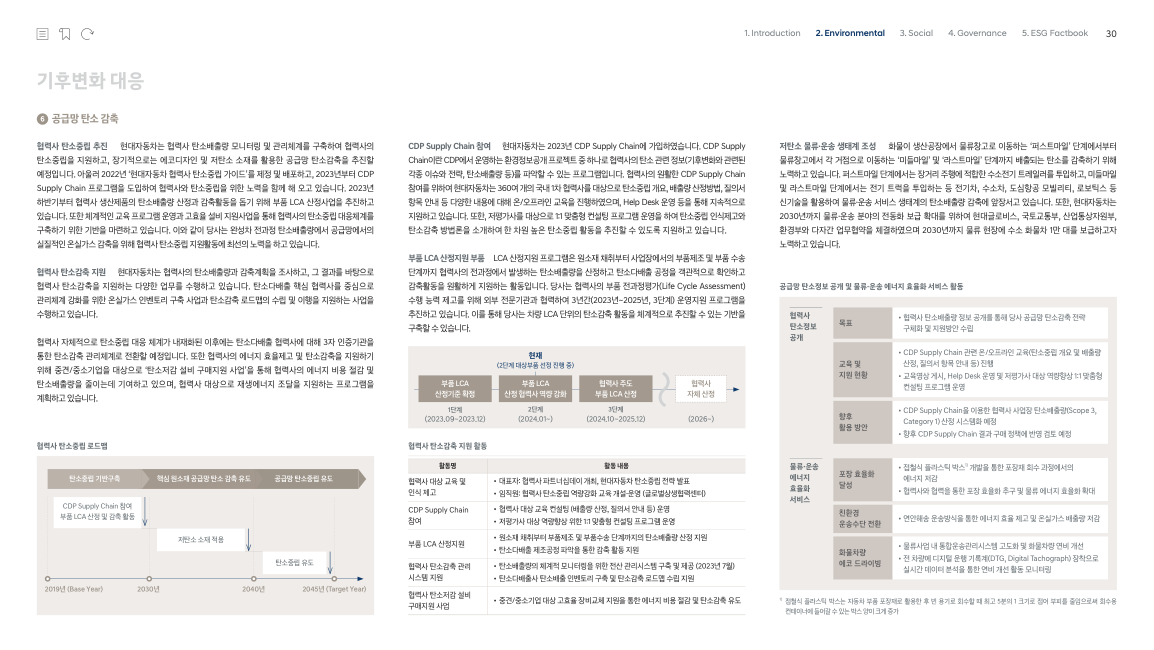 1. Introduction 2. Environmental 3. Social 4. Governance 5. ESG Factbook 30
기후변화 대응
6 공급망 탄소 감축
협력사 탄소중립 추진 현대자동차는 협력사 탄소배출량 모니터링 및 관리체계를 구축하여 협력사의
탄소중립을 지원하고, 장기적으로는 에코디자인 및 저탄소 소재를 활용한 공급망 탄소감축을 추진할
예정입니다. 아울러 2022년 '현대자동차 협력사 탄소중립 가이드'를 제정 및 배포하고, 2023년부터 CDP
Supply Chain 프로그램을 도입하여 협력사와 탄소중립을 위한 노력을 함께 해 오고 있습니다. 2023년
하반기부터 협력사 생산제품의 탄소배출량 산정과 감축활동을 돕기 위해 부품 LCA 산정사업을 추진하고
있습니다. 또한 체계적인 교육 프로그램 운영과 고효율 설비 지원사업을 통해 협력사의 탄소중립 대응체계를
구축하기 위한 기반을 마련하고 있습니다. 이와 같이 당사는 완성차 전과정 탄소배출량에서 공급망에서의
실질적인 온실가스 감축을 위해 협력사 탄소중립 지원활동에 최선의 노력을 하고 있습니다.
협력사 탄소감축 지원 현대자동차는 협력사의 탄소배출량과 감축계획을 조사하고, 그 결과를 바탕으로
협력사 탄소감축을 지원하는 다양한 업무를 수행하고 있습니다. 탄소다배출 핵심 협력사를 중심으로
관리체계 강화를 위한 온실가스 인벤토리 구축 사업과 탄소감축 로드맵의 수립 및 이행을 지원하는 사업을
수행하고 있습니다.
협력사 자체적으로 탄소중립 대응 체계가 내재화된 이후에는 탄소다배출 협력사에 대해 3자 인증기관을
통한 탄소감축 관리체계로 전환할 예정입니다. 또한 협력사의 에너지 효율제고 및 탄소감축을 지원하기
위해 중견/중소기업을 대상으로 '탄소저감 설비 구매지원 사업'을 통해 협력사의 에너지 비용 절감 및
탄소배출량을 줄이는데 기여하고 있으며, 협력사 대상으로 재생에너지 조달을 지원하는 프로그램을
계획하고 있습니다.
협력사 탄소중립 로드맵
탄소중립 기반구축 핵심 원소재 공급망 탄소 감축 유도 공급망 탄소중립 유도
CDP Supply Chain 참여
부품 LCA 산정 및 감축 활동
저탄소 소재 적용
탄소중립 유도
2019년 (Base Year) 2030년 2040년 2045년 (Target Year)
CDP Supply Chain 참여 현대자동차는 2023년 CDP Supply Chain에 가입하였습니다. CDP Supply
Chain이란 CDP에서 운영하는 환경정보공개 프로젝트 중 하나로 협력사의 탄소 관련 정보(기후변화와 관련된
각종 이슈와 전략, 탄소배출량 등)를 파악할 수 있는 프로그램입니다. 협력사의 원활한 CDP Supply Chain
참여를 위하여 현대자동차는 360여 개의 국내 1차 협력사를 대상으로 탄소중립 개요, 배출량 산정방법, 질의서
항목 안내 등 다양한 내용에 대해 온/오프라인 교육을 진행하였으며, Help Desk 운영 등을 통해 지속적으로
지원하고 있습니다. 또한, 저평가사를 대상으로 1:1 맞춤형 컨설팅 프로그램 운영을 하여 탄소중립 인식제고와
탄소감축 방법론을 소개하여 한 차원 높은 탄소중립 활동을 추진할 수 있도록 지원하고 있습니다.
부품 LCA 산정지원 부품 LCA 산정지원 프로그램은 원소재 채취부터 사업장에서의 부품제조 및 부품 수송
단계까지 협력사의 전과정에서 발생하는 탄소배출량을 산정하고 탄소다배출 공정을 객관적으로 확인하고
감축활동을 원활하게 지원하는 활동입니다. 당사는 협력사의 부품 전과정평가(Life Cycle Assessment)
수행 능력 제고를 위해 외부 전문기관과 협력하여 3년간(2023년~2025년, 3단계) 운영지원 프로그램을
추진하고 있습니다. 이를 통해 당사는 차량 LCA 단위의 탄소감축 활동을 체계적으로 추진할 수 있는 기반을
구축할 수 있습니다.
현재
(2단계 대상부품 선정 진행 중)
부품 LCA
산정기준 확정
부품 LCA
산정 협력사 역량 강화
협력사 주도
부품 LCA 산정
협력사
자체 산정
1단계
(2023.09~2023.12)
2단계
(2024.01~)
3단계
(2024.10~2025.12)
(2026~)
협력사 탄소감축 지원 활동
활동명 활동 내용
협력사 대상 교육 및
인식 제고
• 대표자: 협력사 파트너십데이 개최, 현대자동차 탄소중립 전략 발표
• 임직원: 협력사 탄소중립 역량강화 교육 개설·운영 (글로벌상생협력센터)
CDP Supply Chain
참여
• 협력사 대상 교육 컨설팅 (배출량 산정, 질의서 안내 등) 운영
• 저평가사 대상 역량향상 위한 1:1 맞춤형 컨설팅 프로그램 운영
부품 LCA 산정지원
• 원소재 채취부터 부품제조 및 부품수송 단계까지의 탄소배출량 산정 지원
• 탄소다배출 제조공정 파악을 통한 감축 활동 지원
협력사 탄소감축 관리
시스템 지원
• 탄소배출량의 체계적 모니터링을 위한 전산 관리시스템 구축 및 제공 (2023년 7월)
• 탄소다배출사 탄소배출 인벤토리 구축 및 탄소감축 로드맵 수립 지원
협력사 탄소저감 설비
구매지원 사업
• 중견/중소기업 대상 고효율 장비교체 지원을 통한 에너지 비용 절감 및 탄소감축 유도
저탄소 물류·운송 생태계 조성 화물이 생산공장에서 물류창고로 이동하는 '퍼스트마일' 단계에서부터
물류창고에서 각 거점으로 이동하는 '미들마일' 및 '라스트마일' 단계까지 배출되는 탄소를 감축하기 위해
노력하고 있습니다. 퍼스트마일 단계에서는 장거리 주행에 적합한 수소전기 트레일러를 투입하고, 미들마일
및 라스트마일 단계에서는 전기 트럭을 투입하는 등 전기차, 수소차, 도심항공 모빌리티, 로보틱스 등
신기술을 활용하여 물류·운송 서비스 생태계의 탄소배출량 감축에 앞장서고 있습니다. 또한, 현대자동차는
2030년까지 물류·운송 분야의 전동화 보급 확대를 위하여 현대글로비스, 국토교통부, 산업통상자원부,
환경부와 다자간 업무협약을 체결하였으며 2030년까지 물류 현장에 수소 화물차 1만 대를 보급하고자
노력하고 있습니다.
공급망 탄소정보 공개 및 물류·운송 에너지 효율화 서비스 활동
협력사
탄소정보
공개
목표
• 협력사 탄소배출량 정보 공개를 통해 당사 공급망 탄소감축 전략
구체화 및 지원방안 수립
교육 및
지원 현황
• CDP Supply Chain 관련 온/오프라인 교육(탄소중립 개요 및 배출량
산정, 질의서 항목 안내 등) 진행
• 교육영상 게시, Help Desk 운영 및 저평가사 대상 역량향상 1:1 맞춤형
컨설팅 프로그램 운영
향후
활용 방안
• CDP Supply Chain을 이용한 협력사 사업장 탄소배출량(Scope 3,
Category 1) 산정 시스템화 예정
• 향후 CDP Supply Chain 결과 구매 정책에 반영 검토 예정
물류·운송
에너지
효율화
서비스
포장 효율화
달성
• 접철식 플라스틱 박스¹⁾ 개발을 통한 포장재 회수 과정에서의
에너지 저감
• 협력사와 협력을 통한 포장 효율화 추구 및 물류 에너지 효율화 확대
친환경
운송수단 전환
• 연안해송 운송방식을 통한 에너지 효율 제고 및 온실가스 배출량 저감
화물차량
에코 드라이빙
• 물류사업 내 통합운송관리시스템 고도화 및 화물차량 연비 개선
• 전 차량에 디지털 운행 기록계(DTG, Digital Tachograph) 장착으로
실시간 데이터 분석을 통한 연비 개선 활동 모니터링
¹⁾ 접철식 플라스틱 박스는 자동차 부품 포장재로 활용한 후 빈 용기로 회수할 때 최고 5분의 1 크기로 접어 부피를 줄임으로써 회수용
컨테이너에 들어갈 수 있는 박스 양이 크게 증가